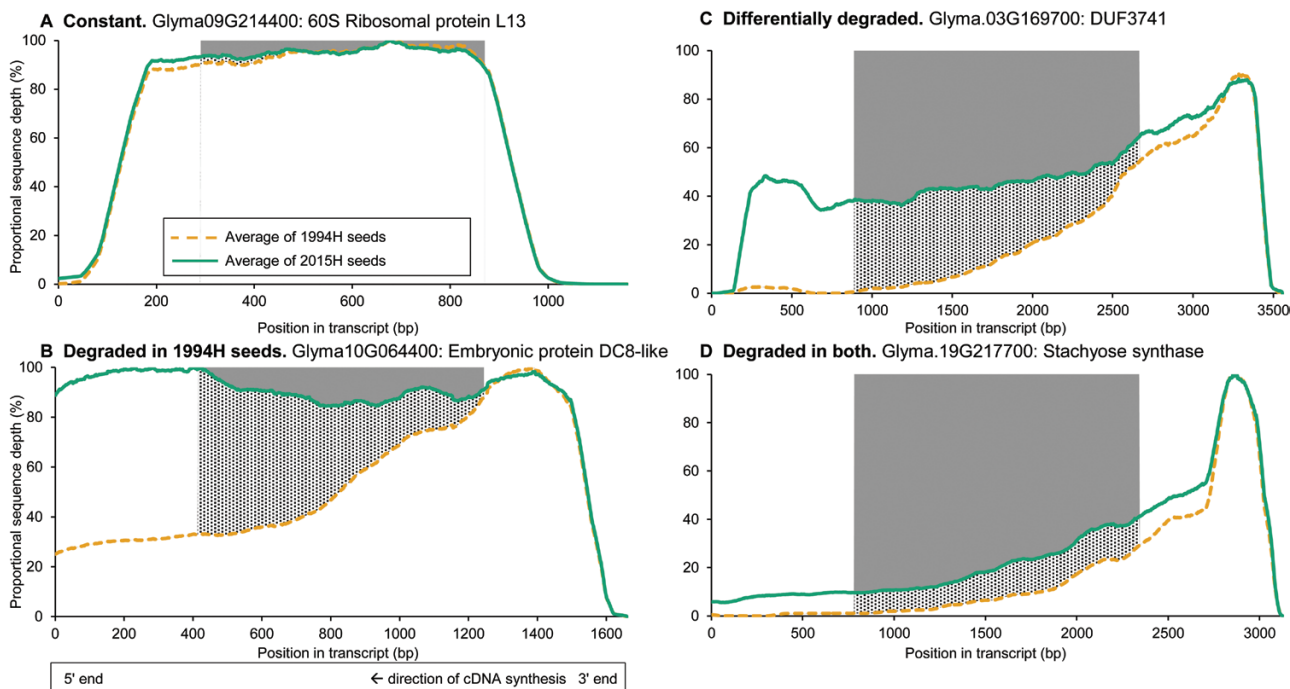 A Constant. Glyma09G214400: 60S Ribosomal protein L13
Proportional sequence depth (%)
100
80
60
40
20
0
Average of 1994H seeds
Average of 2015H seeds
0 200 400 600 800 1000
Position in transcript (bp)
B Degraded in 1994H seeds. Glyma10G064400: Embryonic protein DC8-like
Proportional sequence depth (%)
100
80
60
40
20
0
0 200 400 600 800 1000 1200 1400 1600
Position in transcript (bp)
5' end ← direction of cDNA synthesis 3' end
C Differentially degraded. Glyma.03G169700: DUF3741
100
80
60
40
20
0
0 500 1000 1500 2000 2500 3000 3500
Position in transcript (bp)
D Degraded in both. Glyma.19G217700: Stachyose synthase
100
80
60
40
20
0
0 500 1000 1500 2000 2500 3000
Position in transcript (bp)